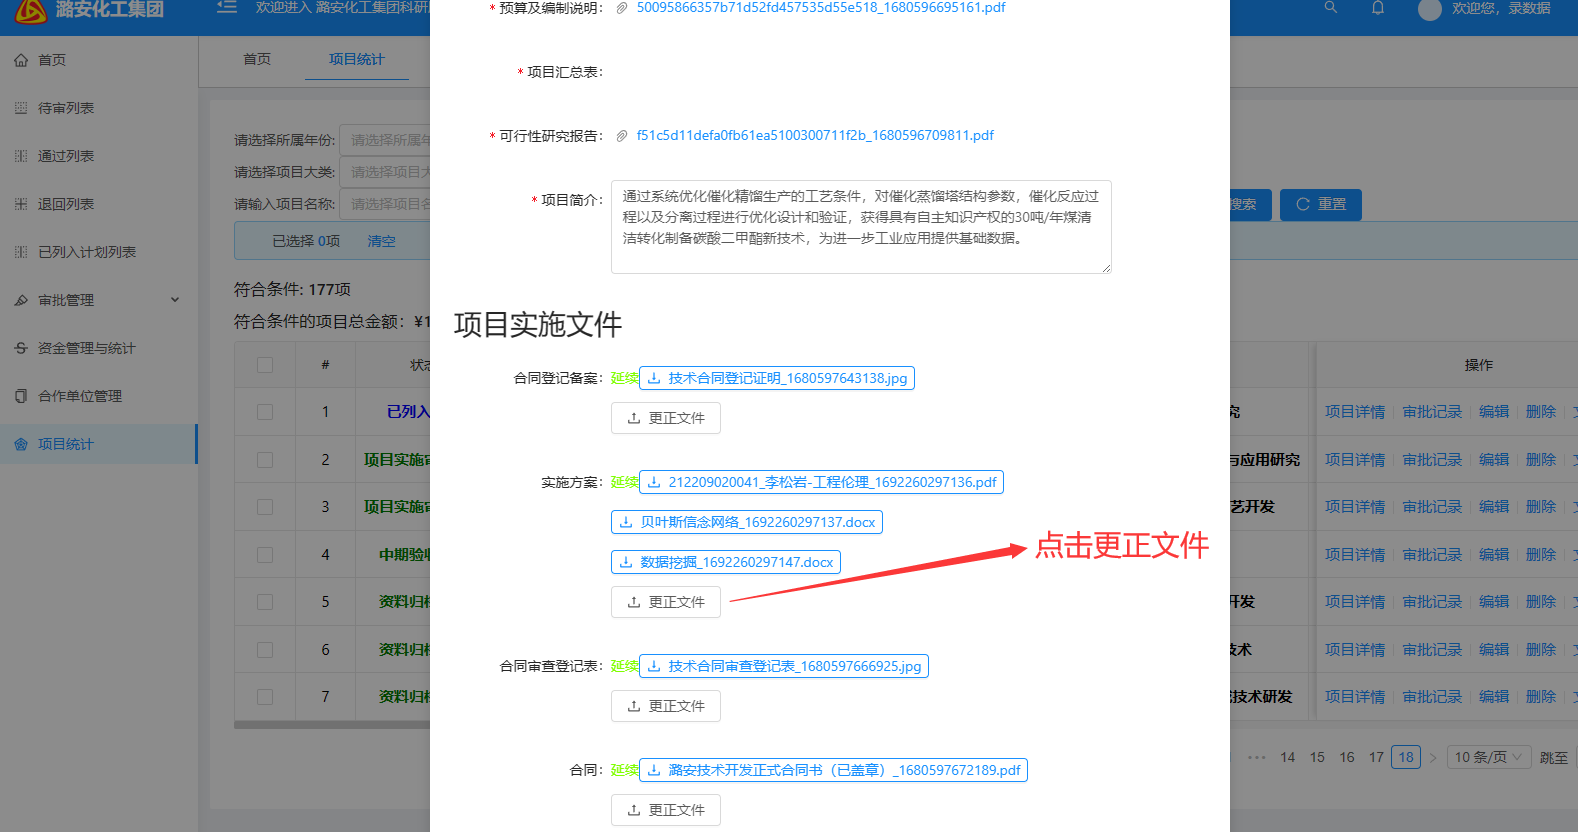 潞安化工集团
欢迎进入 潞安化工集团科研
欢迎您，录数据
首页
待审列表
通过列表
退回列表
已列入计划列表
审批管理
资金管理与统计
合作单位管理
项目统计
首页
项目统计
请选择所属年份:
请选择所属年
请选择项目大类:
请选择项目大
请输入项目名称:
请选择项目名
搜索
重置
已选择 0项
清空
符合条件: 177项
符合条件的项目总金额: ¥1
# 状态
操作
1 已列入
项目详情 审批记录 编辑 删除
2 项目实施
与应用研究 项目详情 审批记录 编辑 删除
3 项目实施
艺开发 项目详情 审批记录 编辑 删除
4 中期验收
项目详情 审批记录 编辑 删除
5 资料归档
开发 项目详情 审批记录 编辑 删除
6 资料归档
技术 项目详情 审批记录 编辑 删除
7 资料归档
技术研发 项目详情 审批记录 编辑 删除
••• 14 15 16 17 18 10 条/页 跳至
* 预算及编制说明: 50095866357b71d52fd457535d55e518_1680596695161.pdf
* 项目汇总表:
* 可行性研究报告: f51c5d11defa0fb61ea5100300711f2b_1680596709811.pdf
* 项目简介:
通过系统优化催化精馏生产的工艺条件，对催化蒸馏塔结构参数，催化反应过
程以及分离过程进行优化设计和验证，获得具有自主知识产权的30吨/年煤清
洁转化制备碳酸二甲酯新技术，为进一步工业应用提供基础数据。
项目实施文件
合同登记备案: 延续 技术合同登记证明_1680597643138.jpg
更正文件
实施方案: 延续 212209020041_李松岩-工程伦理_1692260297136.pdf
贝叶斯信念网络_1692260297137.docx
数据挖掘_1692260297147.docx
更正文件
点击更正文件
合同审查登记表: 延续 技术合同审查登记表_1680597666925.jpg
更正文件
合同: 延续 潞安技术开发正式合同书（已盖章）_1680597672189.pdf
更正文件